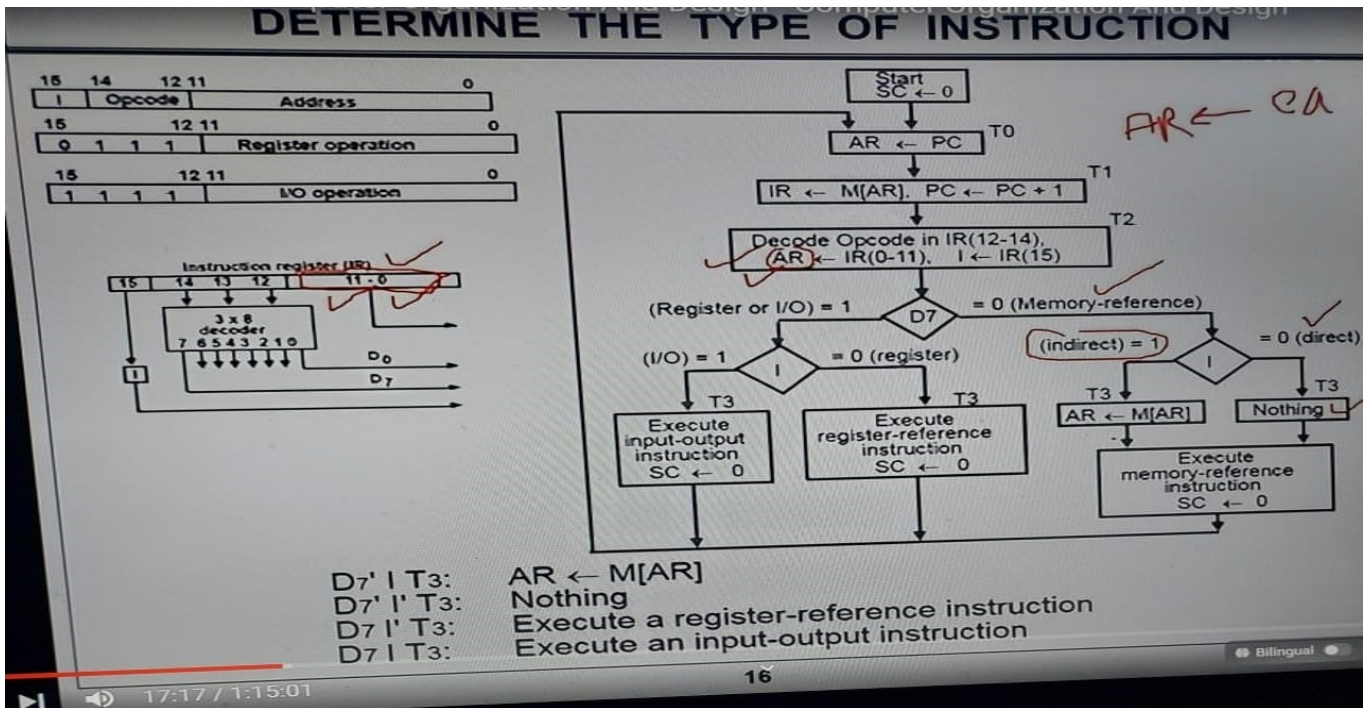 DETERMINE THE TYPE OF INSTRUCTION
15 14 12 11 0
I Opcode Address
15 12 11 0
0 1 1 1 Register operation
15 12 11 0
1 1 1 1 I/O operation
Instruction register (IR)
15 14 13 12 11 - 0
3 x 8
decoder
7 6 5 4 3 2 1 0
I
D0
D7
Start
SC ← 0
AR ← CA
AR ← PC T0
IR ← M[AR], PC ← PC + 1 T1
T2
Decode Opcode in IR(12-14),
AR ← IR(0-11), I ← IR(15)
(Register or I/O) = 1 D7 = 0 (Memory-reference)
(I/O) = 1 I = 0 (register)
(indirect) = 1 I = 0 (direct)
T3
Execute
input-output
instruction
SC ← 0
T3
Execute
register-reference
instruction
SC ← 0
T3
AR ← M[AR]
T3
Nothing
Execute
memory-reference
instruction
SC ← 0
D7' I T3: AR ← M[AR]
D7' I' T3: Nothing
D7 I' T3: Execute a register-reference instruction
D7 I T3: Execute an input-output instruction
16
Bilingual
17:17 / 1:15:01